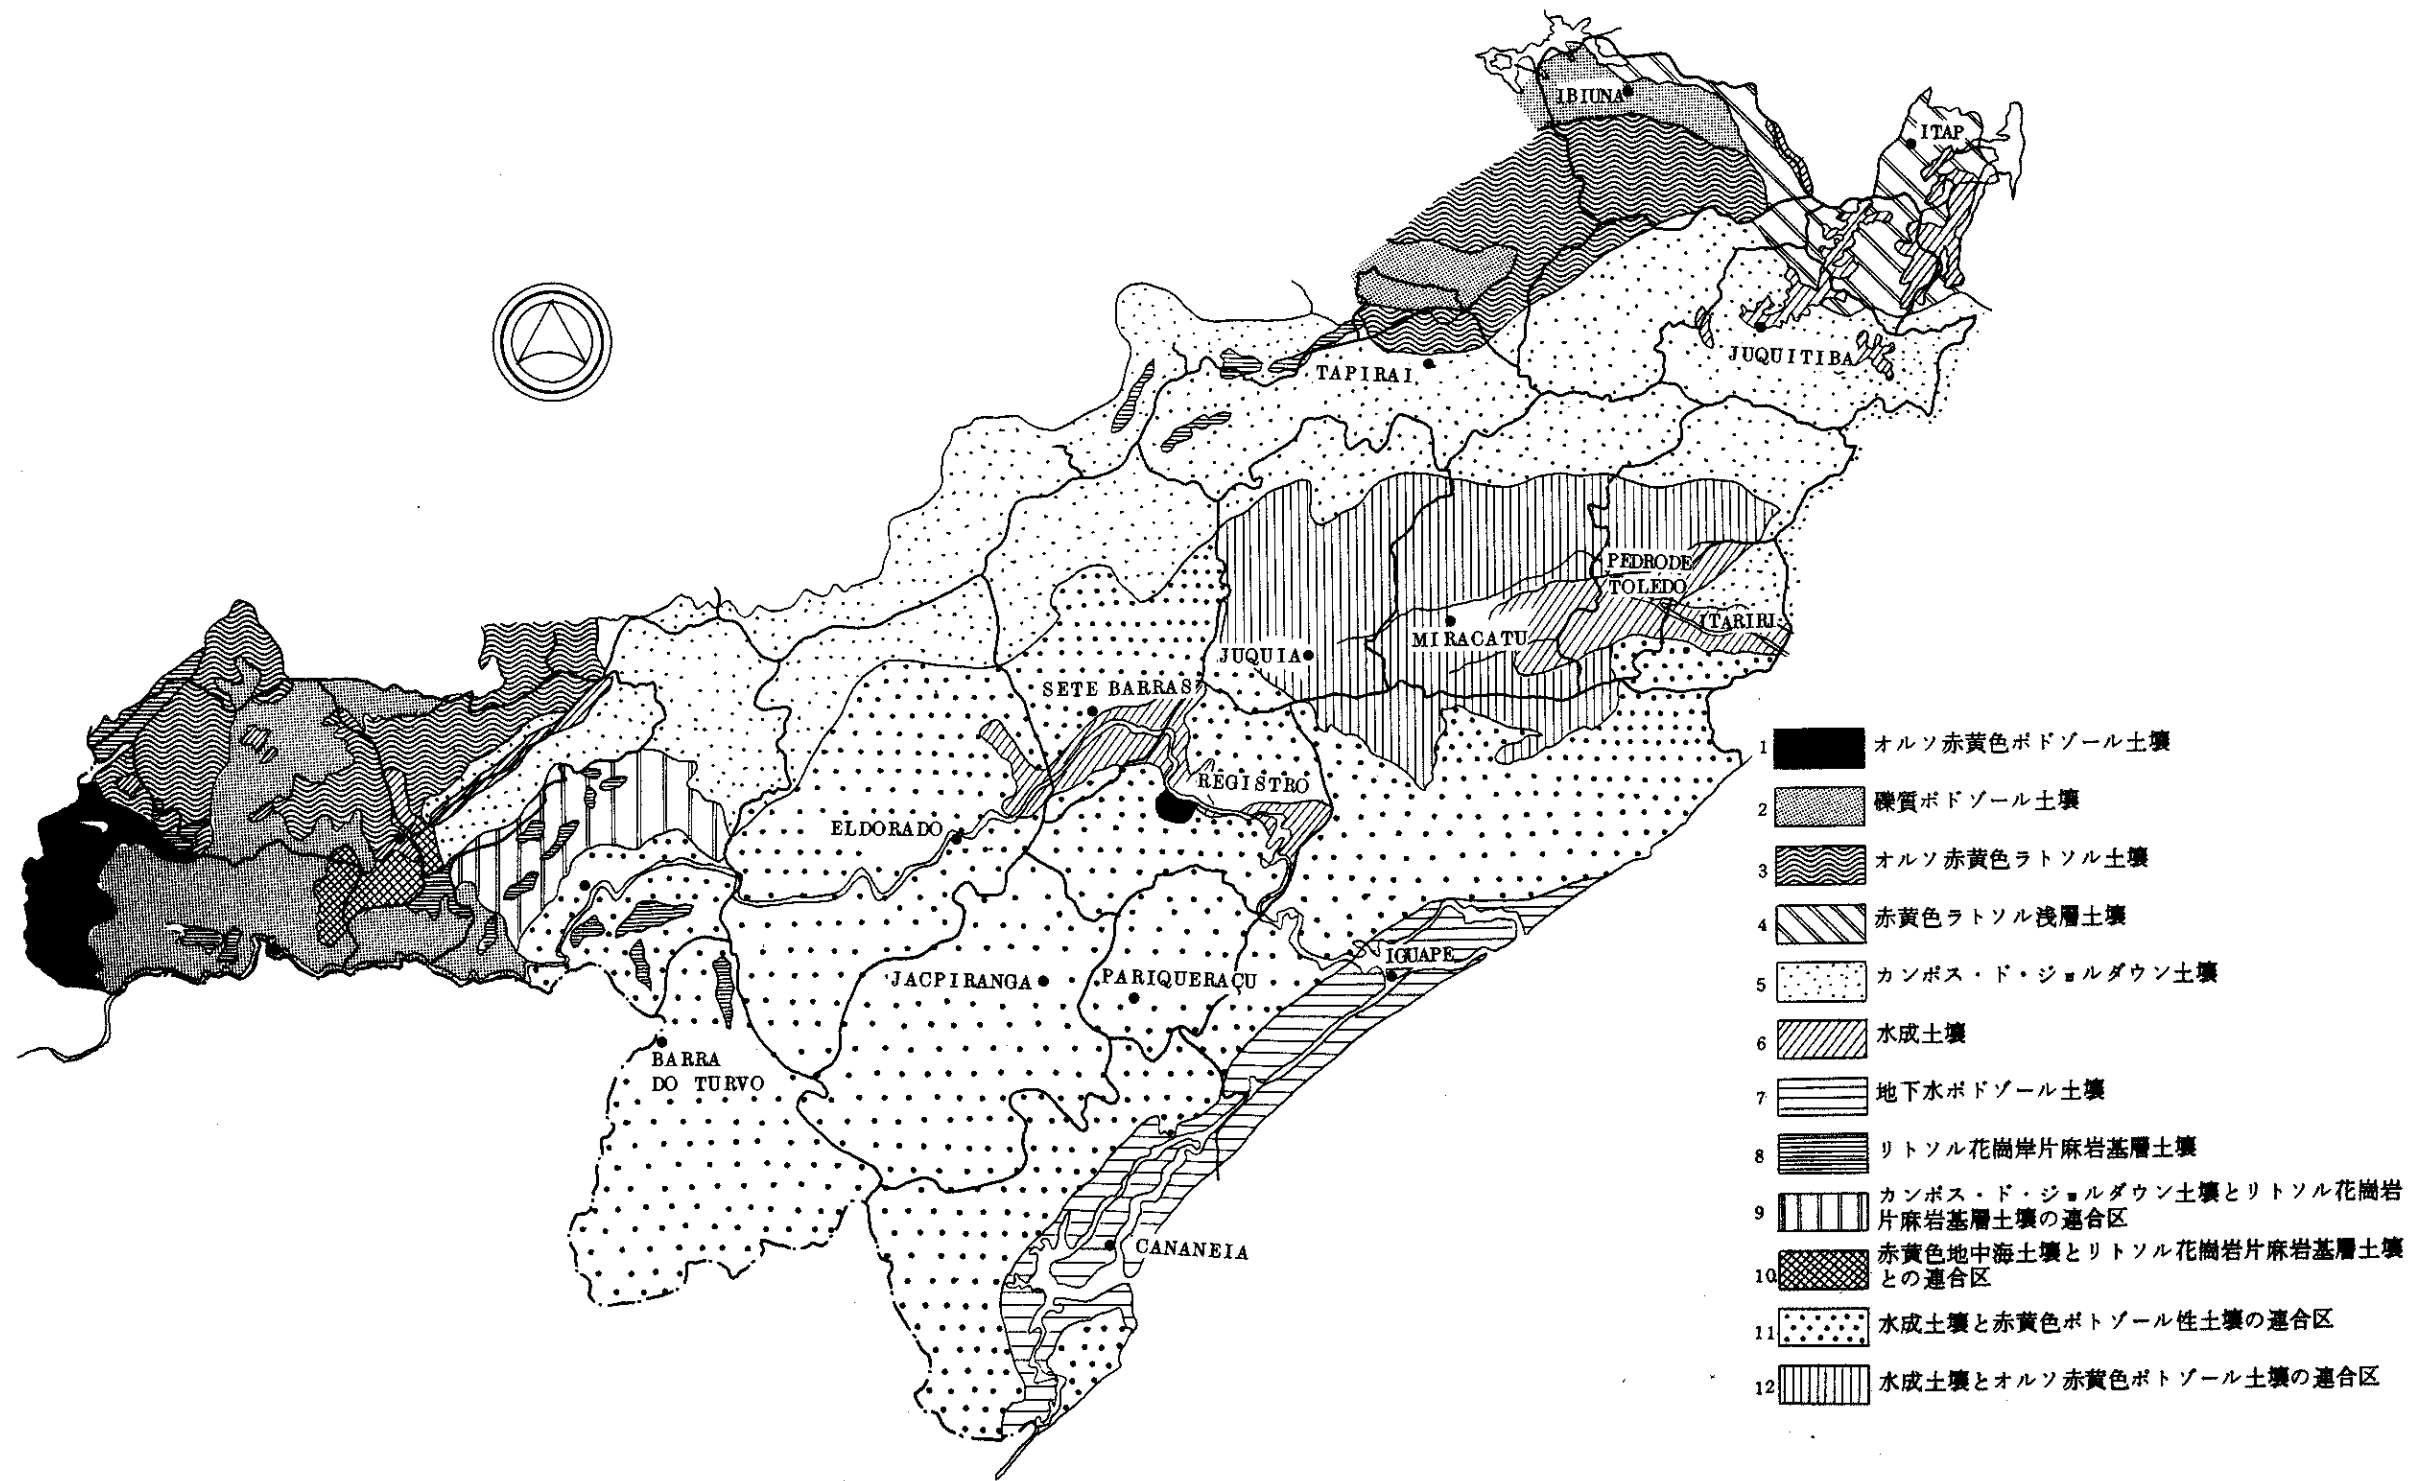 IBIUNA
ITAP
JUQUITIBA
TAPIRAI
PEDRODE
TOLEDO
ITARIRI
MIRACATU
JUQUIA
SETE BARRAS
REGISTRO
ELDORADO
IGUAPE
JACPIRANGA
PARIQUERAÇU
BARRA
DO TURVO
CANANEIA
1 オルソ赤黄色ポドゾール土壌
2 礫質ポドゾール土壌
3 オルソ赤黄色ラトソル土壌
4 赤黄色ラトソル浅層土壌
5 カンポス・ド・ジョルダウン土壌
6 水成土壌
7 地下水ポドゾール土壌
8 リトソル花崗岸片麻岩基層土壌
9 カンポス・ド・ジョルダウン土壌とリトソル花崗岩
片麻岩基層土壌の連合区
10 赤黄色地中海土壌とリトソル花崗岩片麻岩基層土壌
との連合区
11 水成土壌と赤黄色ポトゾール性土壌の連合区
12 水成土壌とオルソ赤黄色ポトゾール土壌の連合区